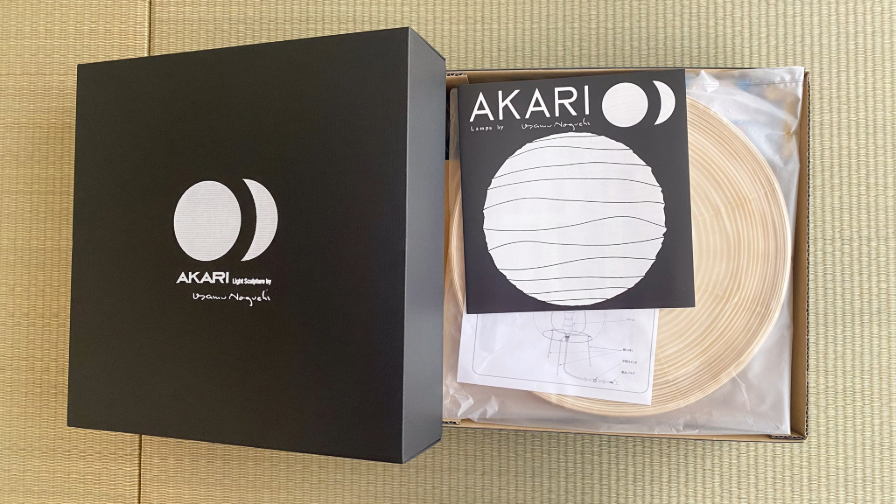 AKARI Light Sculpture by
Isamu Noguchi
AKARI
Lamps by Isamu Noguchi